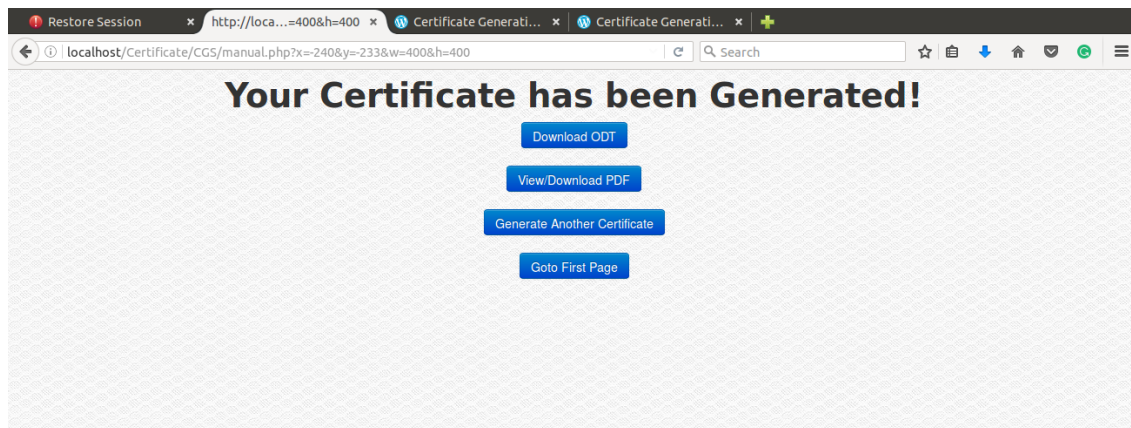 Restore Session
http://loca...=400&h=400
Certificate Generati...
Certificate Generati...
localhost/Certificate/CGS/manual.php?x=-240&y=-233&w=400&h=400
Search
Your Certificate has been Generated!
Download ODT
View/Download PDF
Generate Another Certificate
Goto First Page